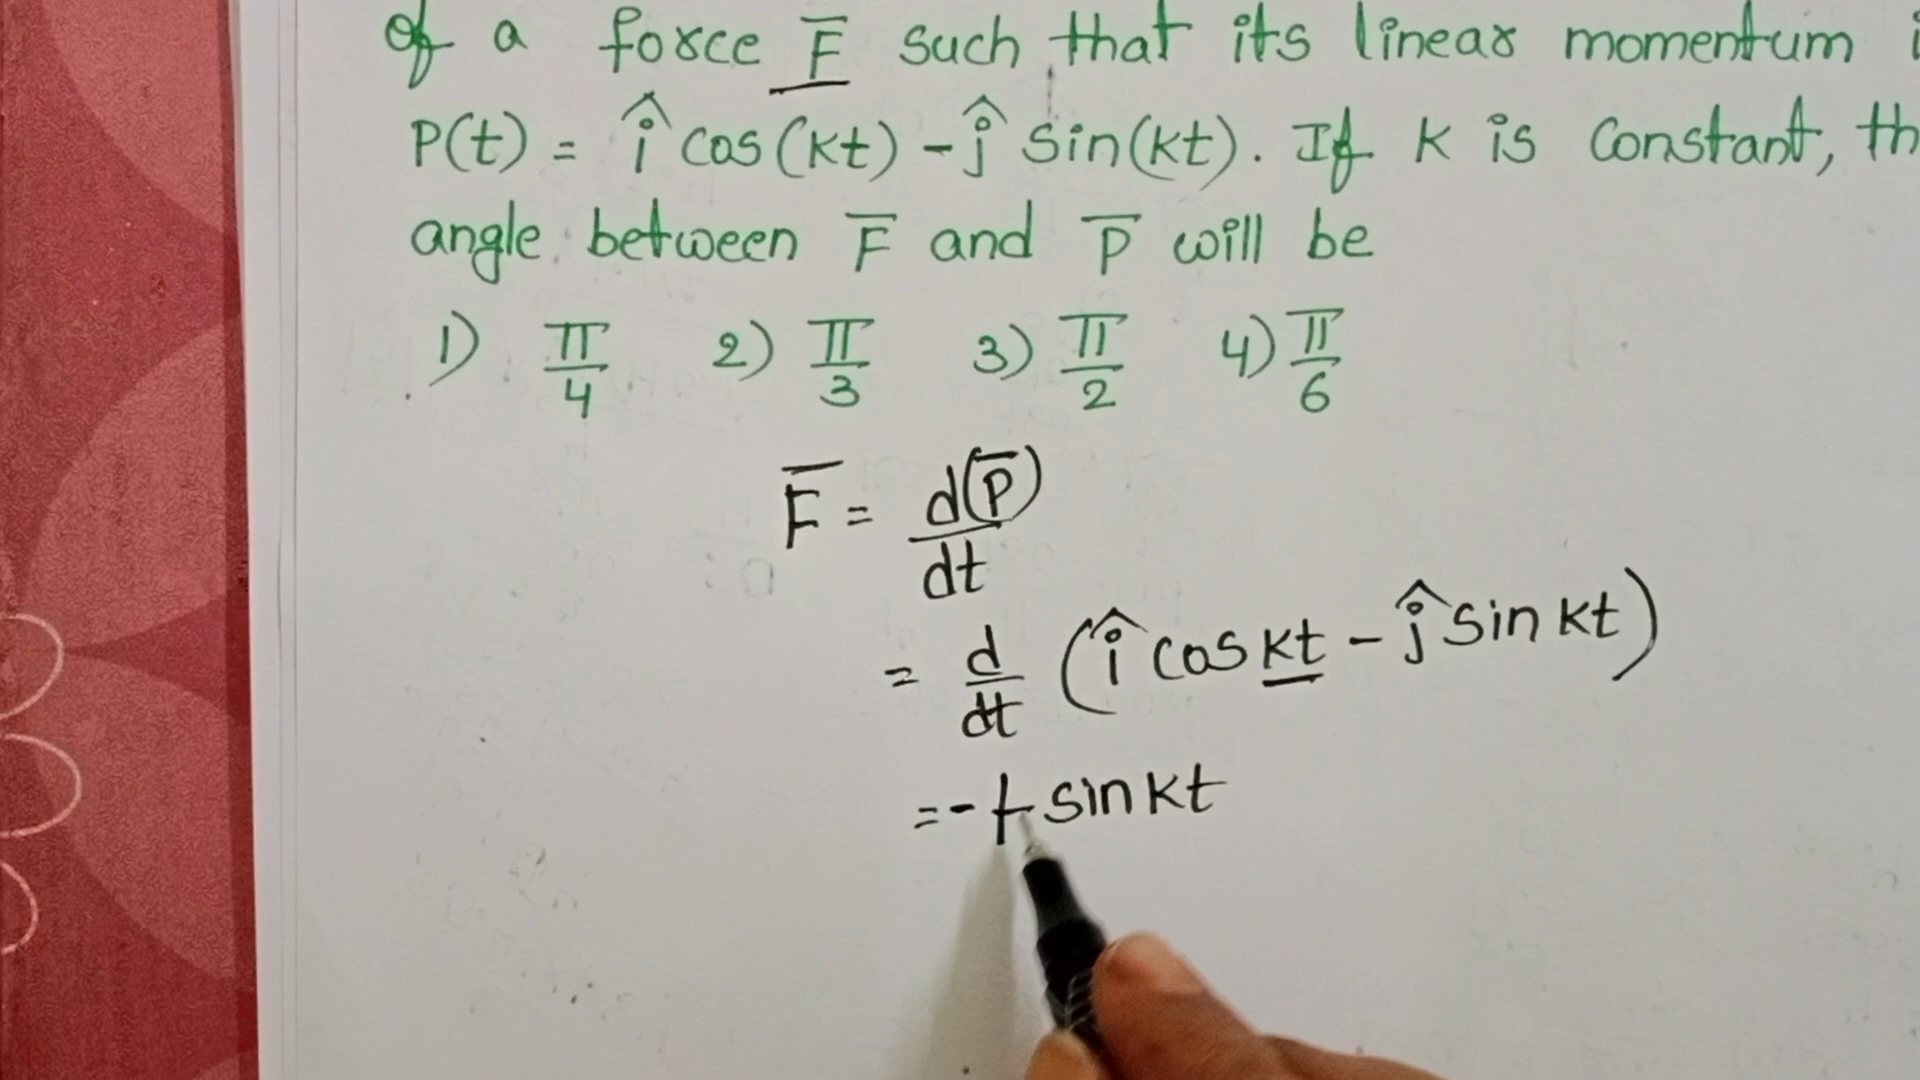 of a force F̅ such that its linear momentum i
P(t) = î cos(kt) - ĵ sin(kt). If K is constant, th
angle between F̅ and P̅ will be
1) π/4 2) π/3 3) π/2 4) π/6
F̅ = d(P̅)/dt
= d/dt (î cos kt - ĵ sin kt)
= - sin kt